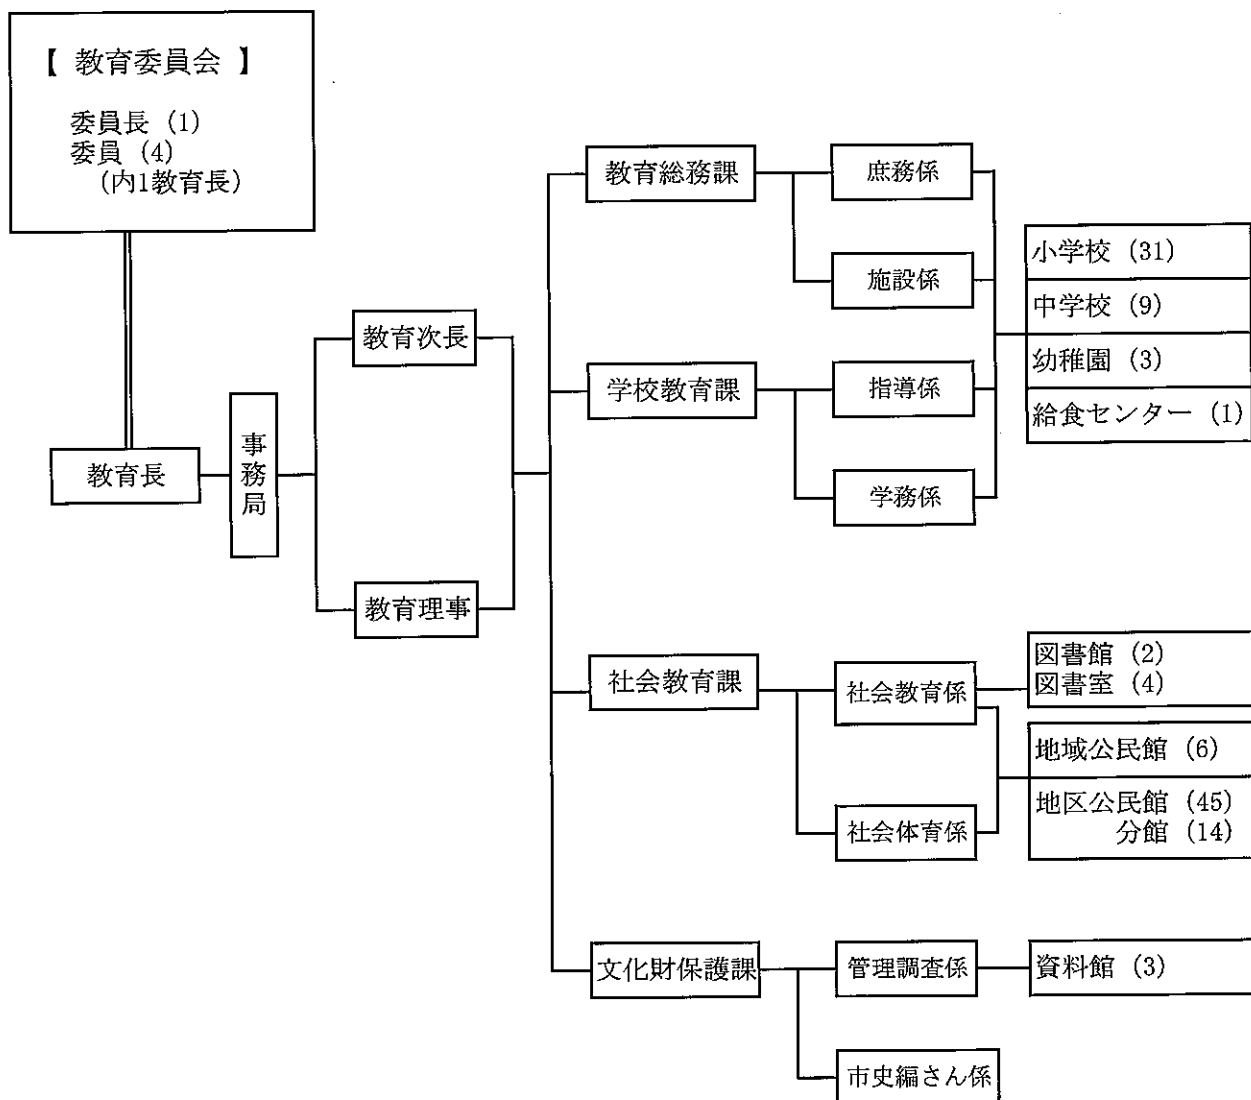 【 教育委員会 】
委員長 (1)
委員 (4)
(内1教育長)
教育長
事務局
教育次長
教育理事
教育総務課
庶務係
施設係
学校教育課
指導係
学務係
小学校 (31)
中学校 (9)
幼稚園 (3)
給食センター (1)
社会教育課
社会教育係
社会体育係
図書館 (2)
図書室 (4)
地域公民館 (6)
地区公民館 (45)
分館 (14)
文化財保護課
管理調査係
資料館 (3)
市史編さん係